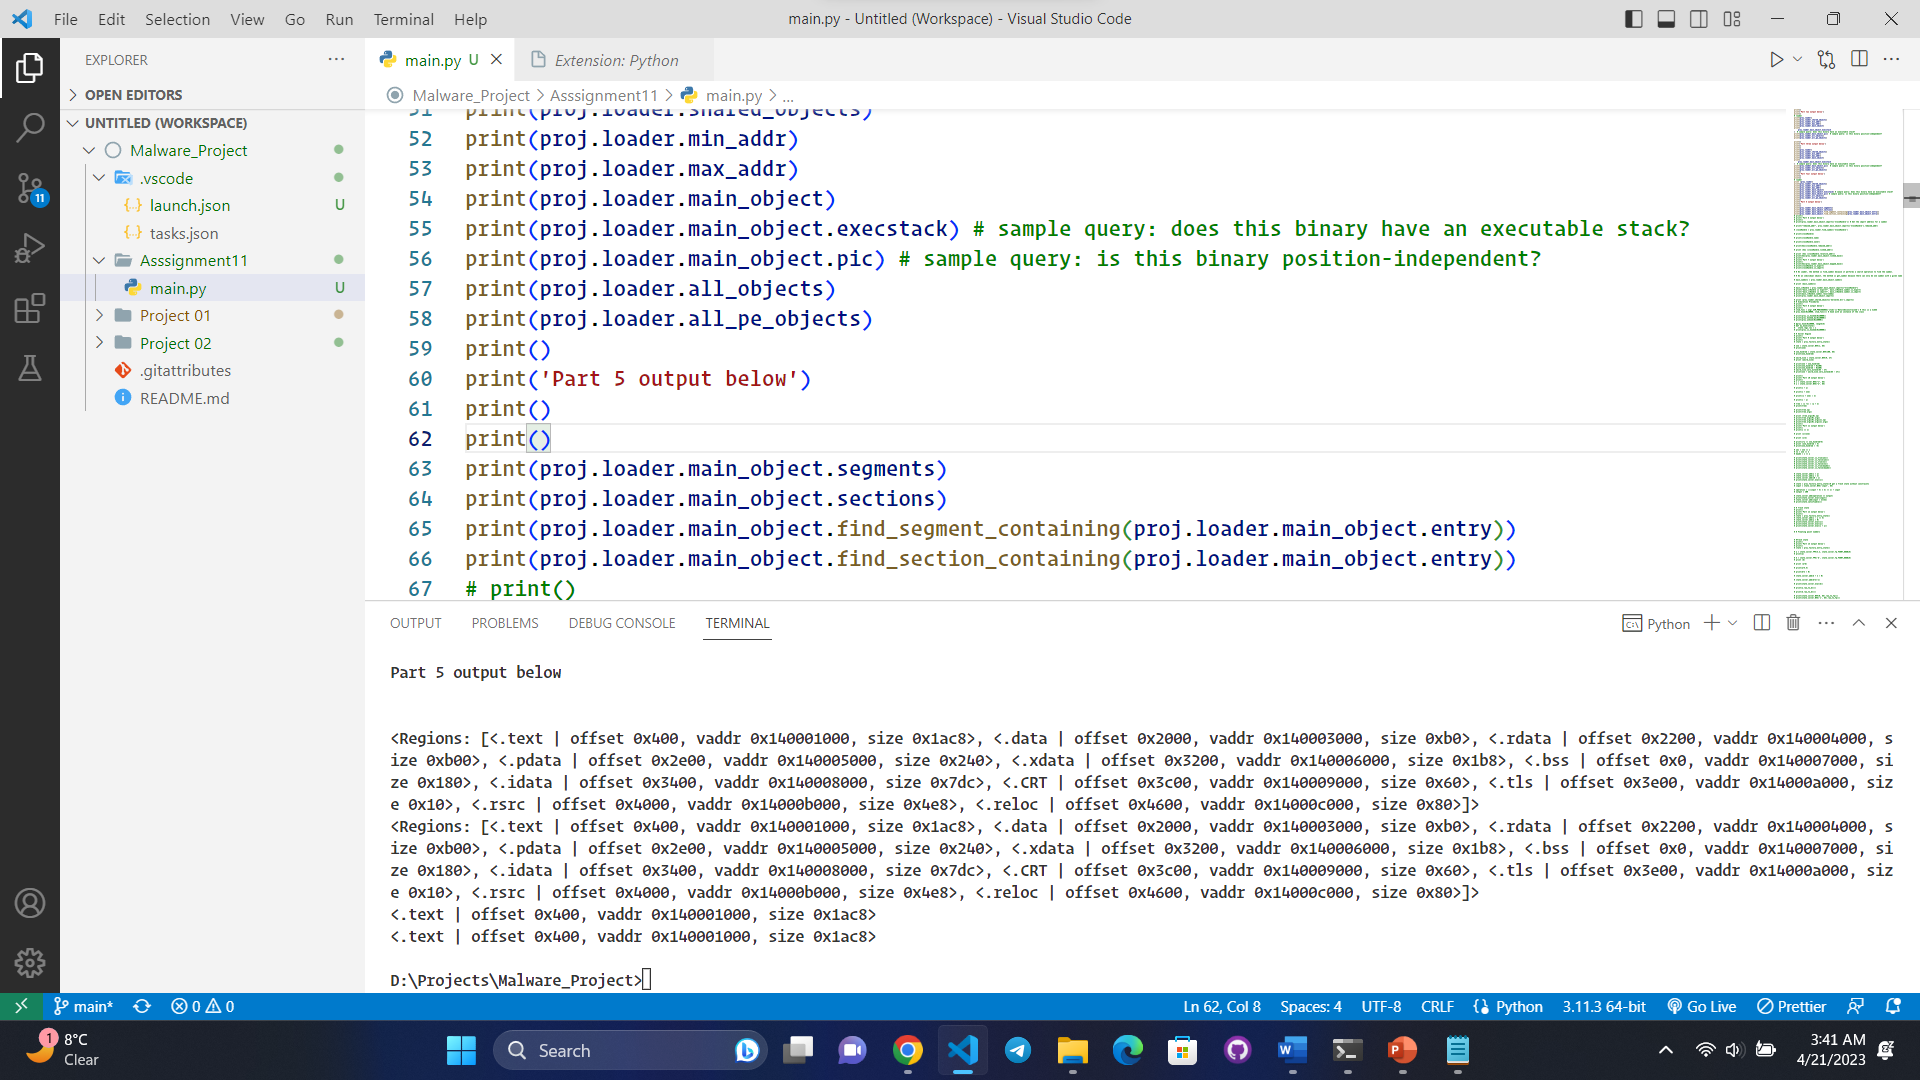 File Edit Selection View Go Run Terminal Help
main.py - Untitled (Workspace) - Visual Studio Code
EXPLORER
OPEN EDITORS
UNTITLED (WORKSPACE)
Malware_Project
.vscode
launch.json U
tasks.json
Asssignment11
main.py U
Project 01
Project 02
.gitattributes
README.md
11
main.py U
Extension: Python
Malware_Project > Asssignment11 > main.py > ...
51 print(proj.loader.shared_objects)
52 print(proj.loader.min_addr)
53 print(proj.loader.max_addr)
54 print(proj.loader.main_object)
55 print(proj.loader.main_object.execstack) # sample query: does this binary have an executable stack?
56 print(proj.loader.main_object.pic) # sample query: is this binary position-independent?
57 print(proj.loader.all_objects)
58 print(proj.loader.all_pe_objects)
59 print()
60 print('Part 5 output below')
61 print()
62 print()
63 print(proj.loader.main_object.segments)
64 print(proj.loader.main_object.sections)
65 print(proj.loader.main_object.find_segment_containing(proj.loader.main_object.entry))
66 print(proj.loader.main_object.find_section_containing(proj.loader.main_object.entry))
67 # print()
OUTPUT PROBLEMS DEBUG CONSOLE TERMINAL
Python
Part 5 output below
<Regions: [<.text | offset 0x400, vaddr 0x140001000, size 0x1ac8>, <.data | offset 0x2000, vaddr 0x140003000, size 0xb0>, <.rdata | offset 0x2200, vaddr 0x140004000, s
ize 0xb00>, <.pdata | offset 0x2e00, vaddr 0x140005000, size 0x240>, <.xdata | offset 0x3200, vaddr 0x140006000, size 0x1b8>, <.bss | offset 0x0, vaddr 0x140007000, si
ze 0x180>, <.idata | offset 0x3400, vaddr 0x140008000, size 0x7dc>, <.CRT | offset 0x3c00, vaddr 0x140009000, size 0x60>, <.tls | offset 0x3e00, vaddr 0x14000a000, siz
e 0x10>, <.rsrc | offset 0x4000, vaddr 0x14000b000, size 0x4e8>, <.reloc | offset 0x4600, vaddr 0x14000c000, size 0x80>]>
<Regions: [<.text | offset 0x400, vaddr 0x140001000, size 0x1ac8>, <.data | offset 0x2000, vaddr 0x140003000, size 0xb0>, <.rdata | offset 0x2200, vaddr 0x140004000, s
ize 0xb00>, <.pdata | offset 0x2e00, vaddr 0x140005000, size 0x240>, <.xdata | offset 0x3200, vaddr 0x140006000, size 0x1b8>, <.bss | offset 0x0, vaddr 0x140007000, si
ze 0x180>, <.idata | offset 0x3400, vaddr 0x140008000, size 0x7dc>, <.CRT | offset 0x3c00, vaddr 0x140009000, size 0x60>, <.tls | offset 0x3e00, vaddr 0x14000a000, siz
e 0x10>, <.rsrc | offset 0x4000, vaddr 0x14000b000, size 0x4e8>, <.reloc | offset 0x4600, vaddr 0x14000c000, size 0x80>]>
<.text | offset 0x400, vaddr 0x140001000, size 0x1ac8>
<.text | offset 0x400, vaddr 0x140001000, size 0x1ac8>
D:\Projects\Malware_Project>
main* 0 0
Ln 62, Col 8 Spaces: 4 UTF-8 CRLF Python 3.11.3 64-bit Go Live Prettier
1 8°C
Clear
Search
3:41 AM
4/21/2023